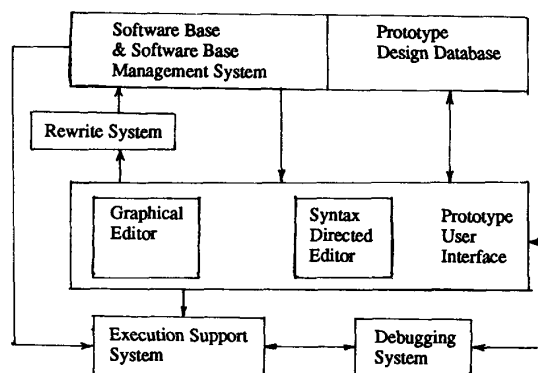 Software Base
& Software Base
Management System
Prototype
Design Database
Rewrite System
Graphical
Editor
Syntax
Directed
Editor
Prototype
User
Interface
Execution Support
System
Debugging
System